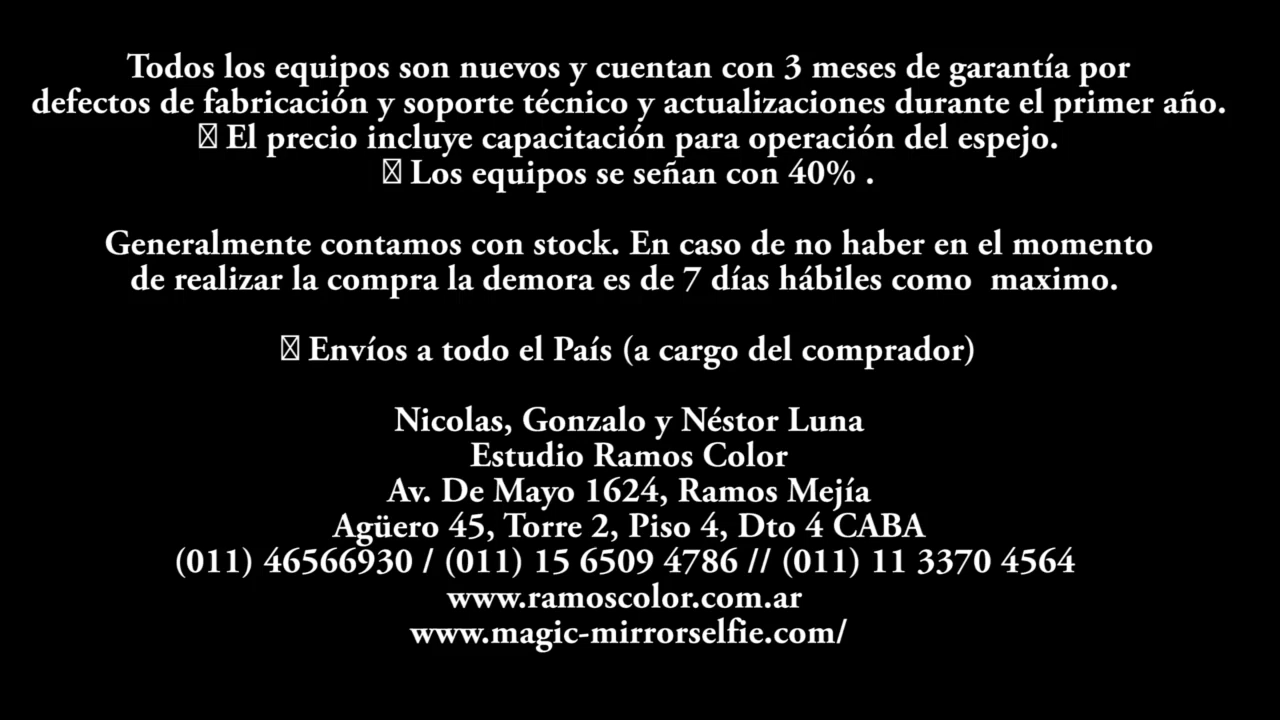 Todos los equipos son nuevos y cuentan con 3 meses de garantía por
defectos de fabricación y soporte técnico y actualizaciones durante el primer año.
El precio incluye capacitación para operación del espejo.
Los equipos se señan con 40% .
Generalmente contamos con stock. En caso de no haber en el momento
de realizar la compra la demora es de 7 días hábiles como  maximo.
Envíos a todo el País (a cargo del comprador)
Nicolas, Gonzalo y Néstor Luna
Estudio Ramos Color
Av. De Mayo 1624, Ramos Mejía
Agüero 45, Torre 2, Piso 4, Dto 4 CABA
(011) 46566930 / (011) 15 6509 4786 // (011) 11 3370 4564
www.ramoscolor.com.ar
www.magic-mirrorselfie.com/